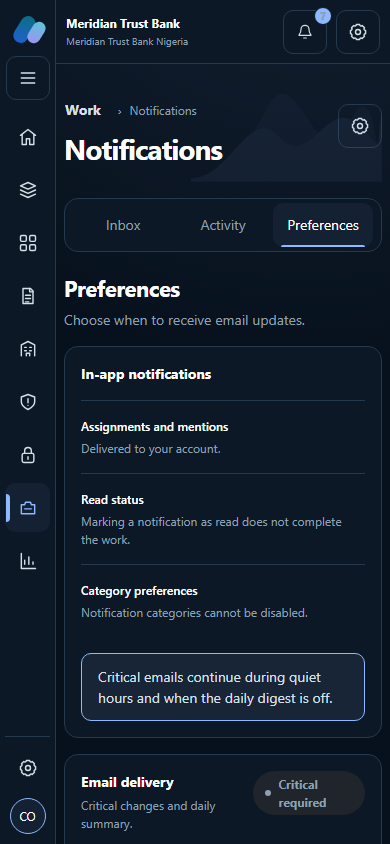 Meridian Trust Bank
Meridian Trust Bank Nigeria
Work › Notifications
Notifications
Inbox Activity Preferences
Preferences
Choose when to receive email updates.
In-app notifications
Assignments and mentions
Delivered to your account.
Read status
Marking a notification as read does not complete
the work.
Category preferences
Notification categories cannot be disabled.
Critical emails continue during quiet
hours and when the daily digest is off.
Email delivery
Critical changes and daily
summary.
Critical
required
CO